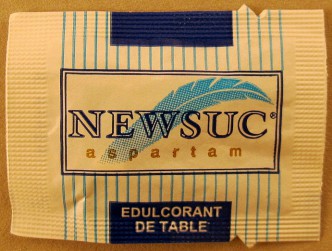 NEWSUC®
aspartam
EDULCORANT
DE TABLE